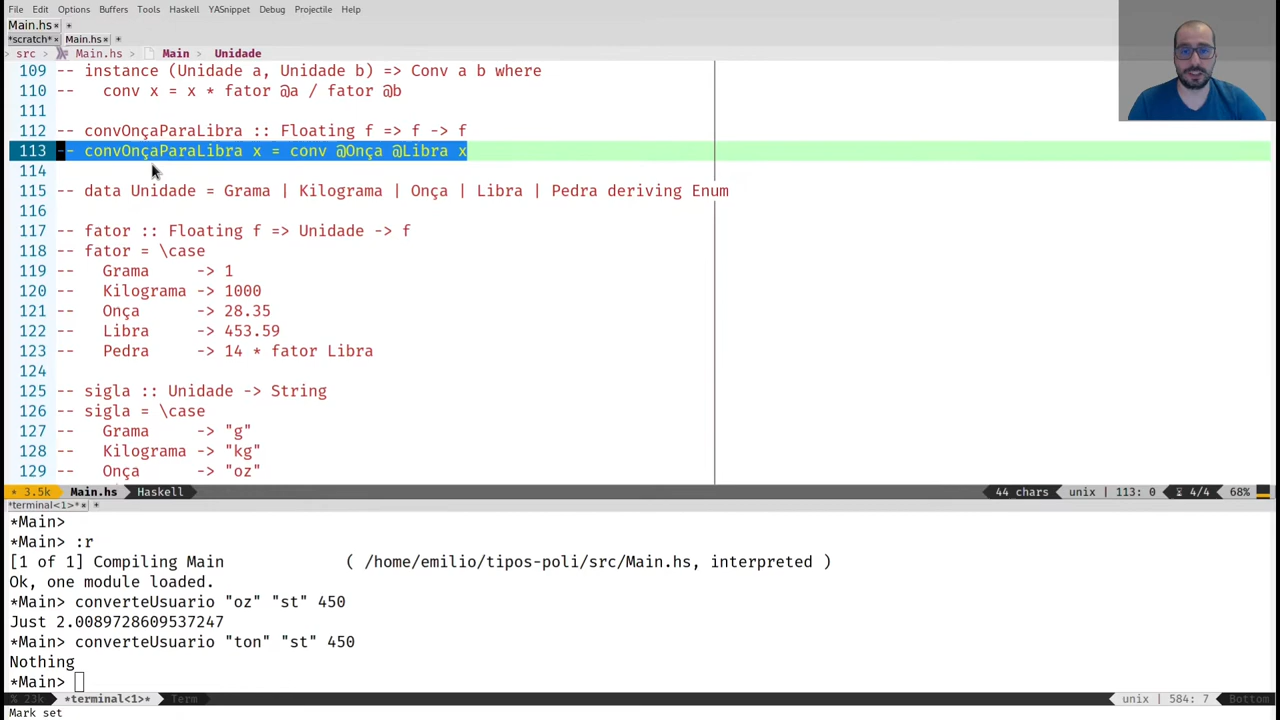 File Edit Options Buffers Tools Haskell YASnippet Debug Projectile Help
Main.hs × +
*scratch* × Main.hs × +
> src > Main.hs > Main > Unidade
109 -- instance (Unidade a, Unidade b) => Conv a b where
110 --   conv x = x * fator @a / fator @b
111
112 -- convOnçaParaLibra :: Floating f => f -> f
113 -- convOnçaParaLibra x = conv @Onça @Libra x
114
115 -- data Unidade = Grama | Kilograma | Onça | Libra | Pedra deriving Enum
116
117 -- fator :: Floating f => Unidade -> f
118 -- fator = \case
119 --   Grama     -> 1
120 --   Kilograma -> 1000
121 --   Onça      -> 28.35
122 --   Libra     -> 453.59
123 --   Pedra     -> 14 * fator Libra
124
125 -- sigla :: Unidade -> String
126 -- sigla = \case
127 --   Grama     -> "g"
128 --   Kilograma -> "kg"
129 --   Onça      -> "oz"
* 3.5k Main.hs Haskell 44 chars unix | 113: 0 4/4 68%
*terminal<1>* × +
*Main>
*Main> :r
[1 of 1] Compiling Main             ( /home/emilio/tipos-poli/src/Main.hs, interpreted )
Ok, one module loaded.
*Main> converteUsuario "oz" "st" 450
Just 2.0089728609537247
*Main> converteUsuario "ton" "st" 450
Nothing
*Main>
% 23k *terminal<1>* Term unix | 584: 7 Bottom
Mark set